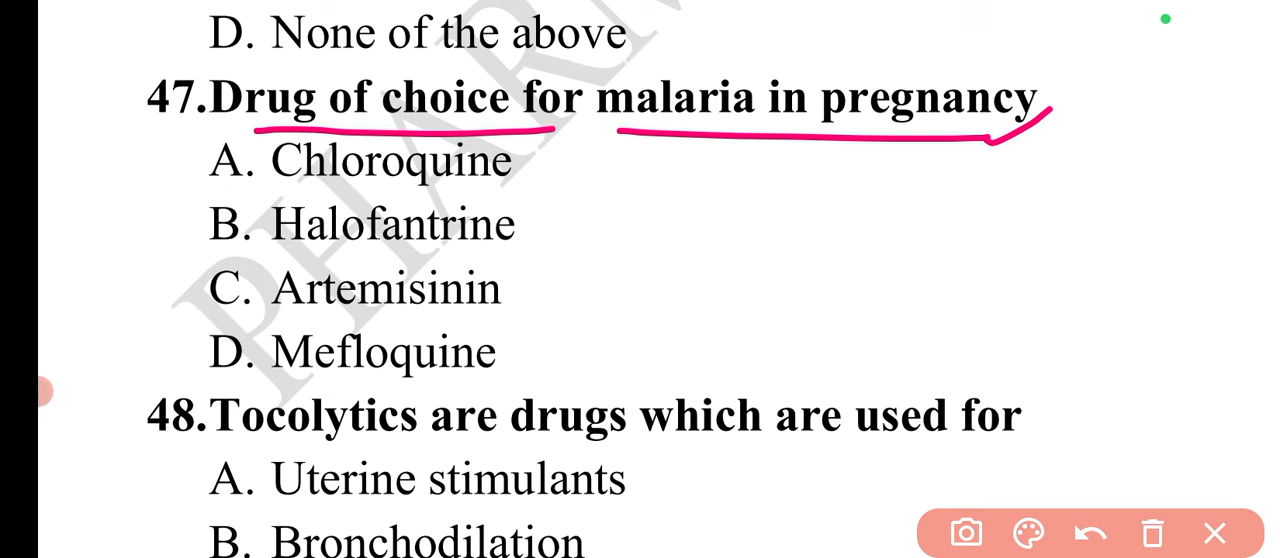 D. None of the above
47.Drug of choice for malaria in pregnancy
A. Chloroquine
B. Halofantrine
C. Artemisinin
D. Mefloquine
48.Tocolytics are drugs which are used for
A. Uterine stimulants
B. Bronchodilation